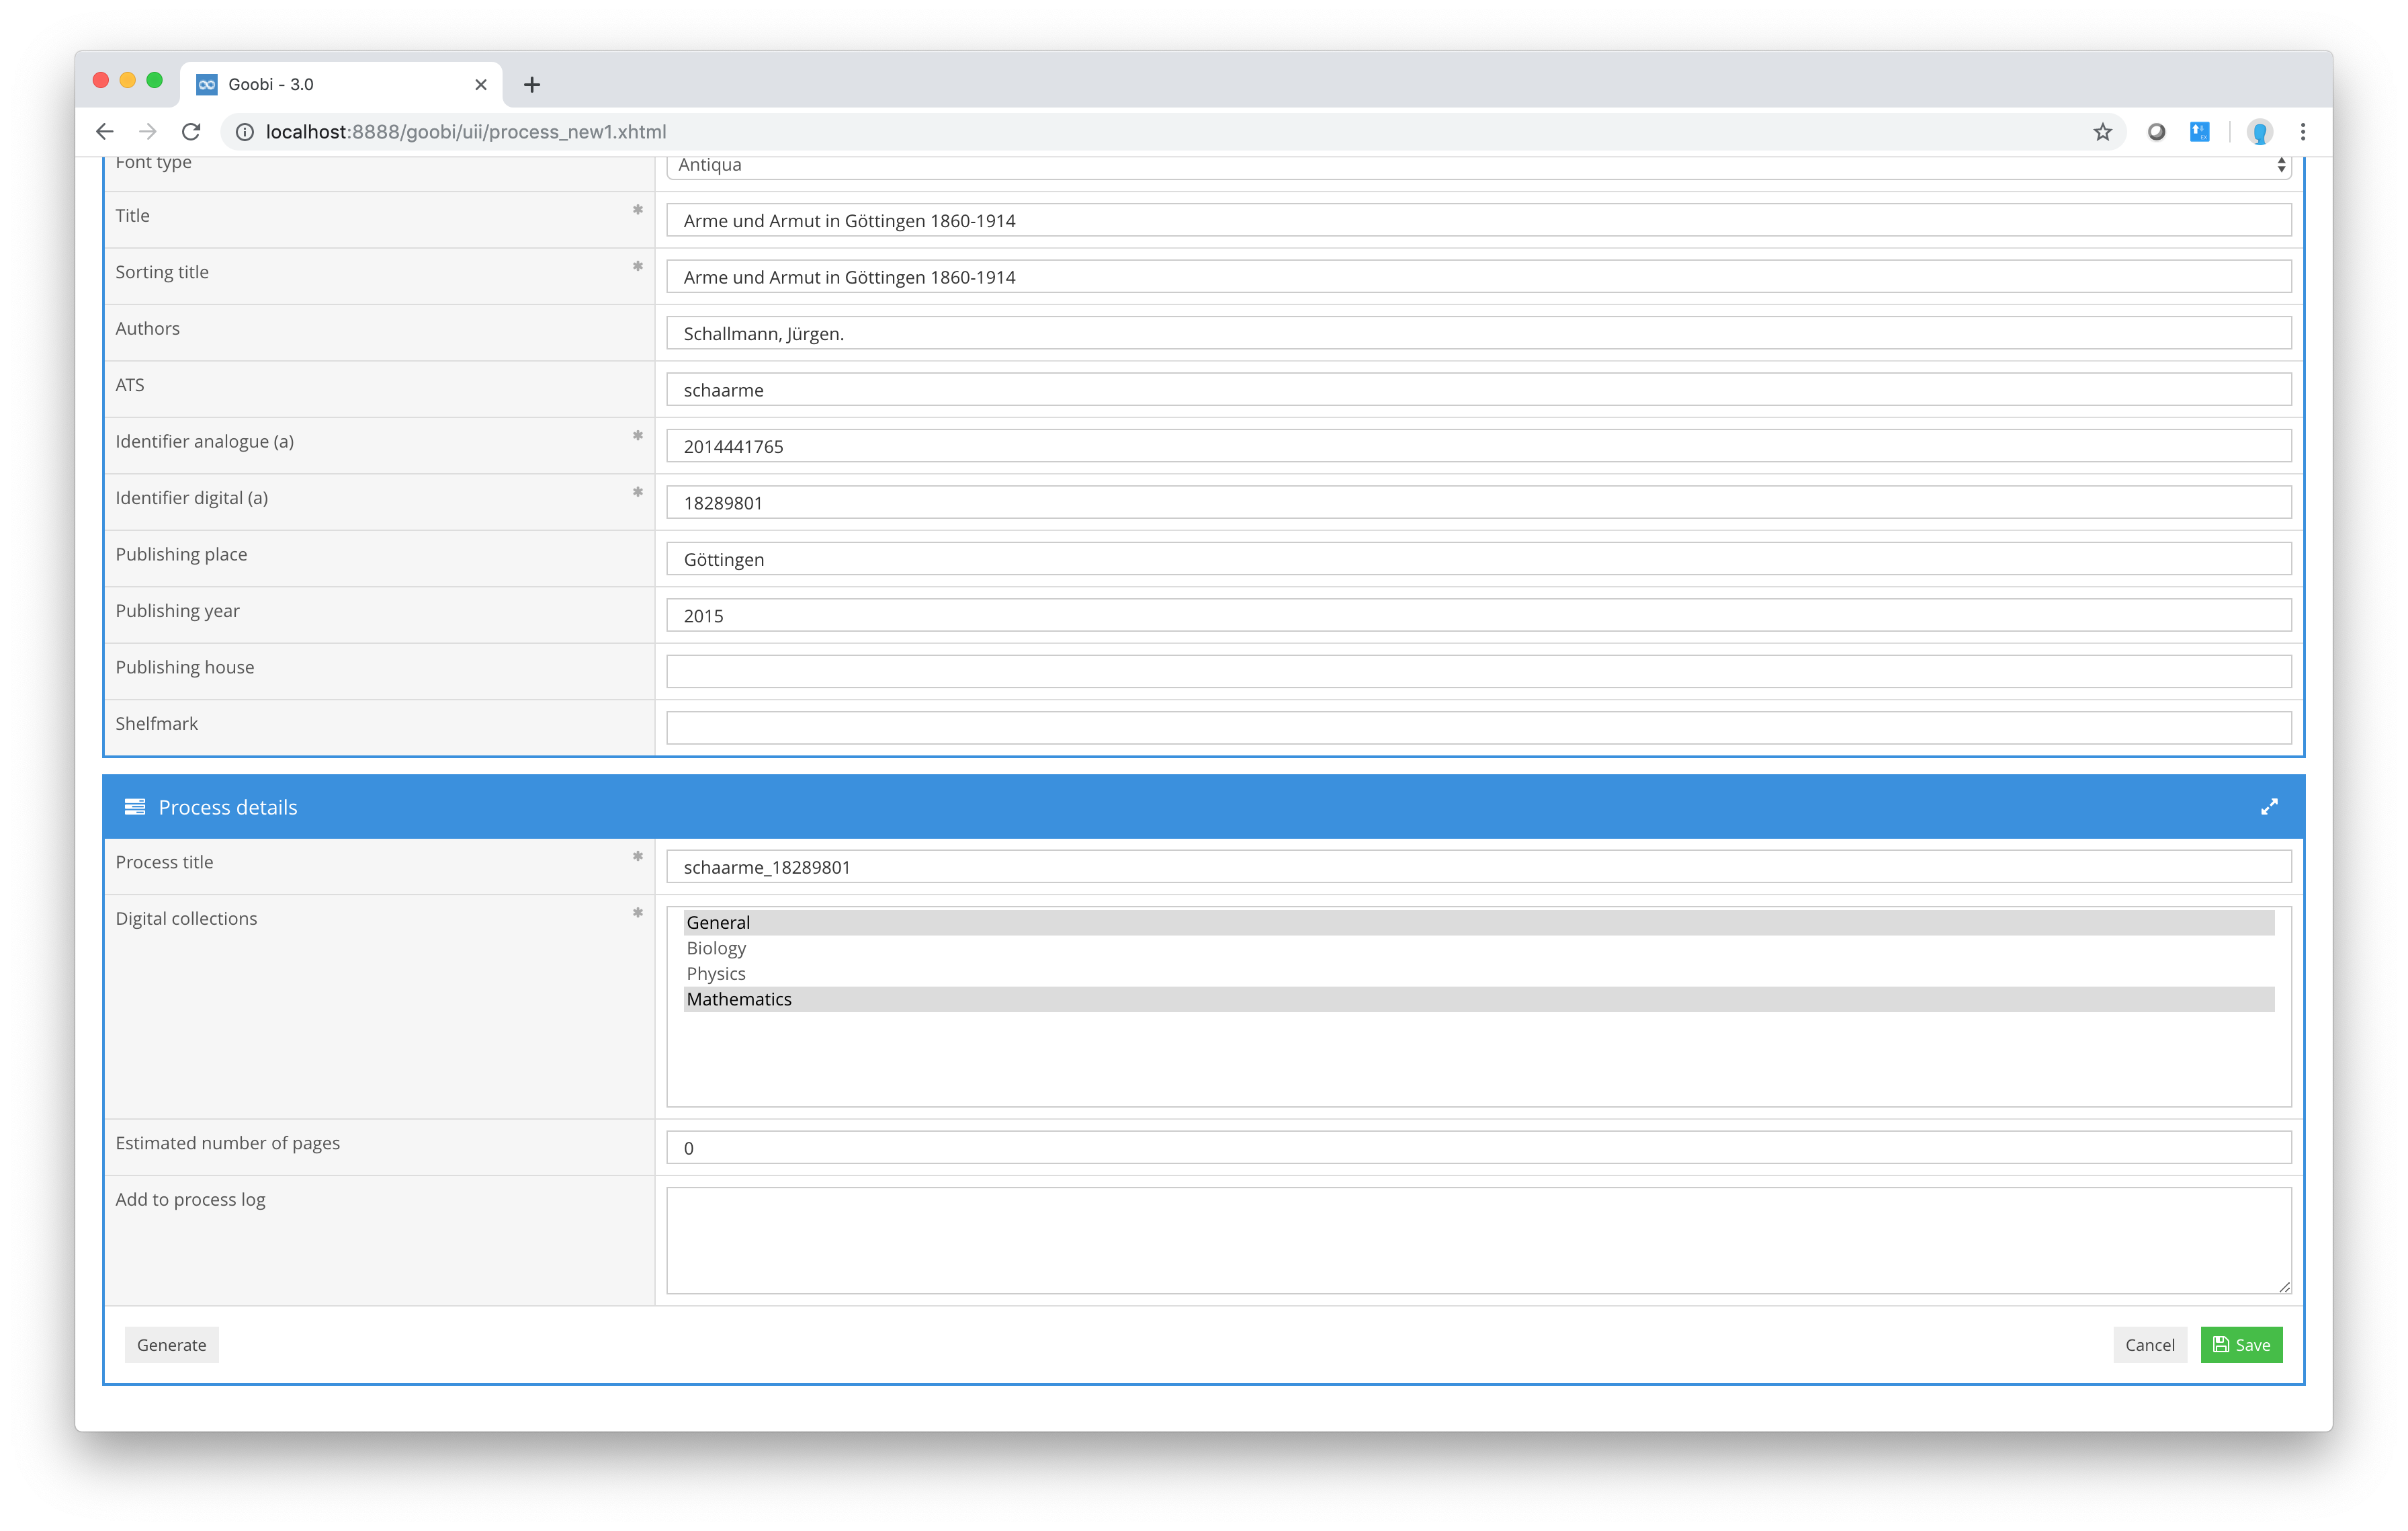 Goobi - 3.0
localhost:8888/goobi/uii/process_new1.xhtml
Font type
Antiqua
Title *
Arme und Armut in Göttingen 1860-1914
Sorting title *
Arme und Armut in Göttingen 1860-1914
Authors
Schallmann, Jürgen.
ATS
schaarme
Identifier analogue (a) *
2014441765
Identifier digital (a) *
18289801
Publishing place
Göttingen
Publishing year
2015
Publishing house
Shelfmark
Process details
Process title *
schaarme_18289801
Digital collections *
General
Biology
Physics
Mathematics
Estimated number of pages
0
Add to process log
Generate
Cancel
Save